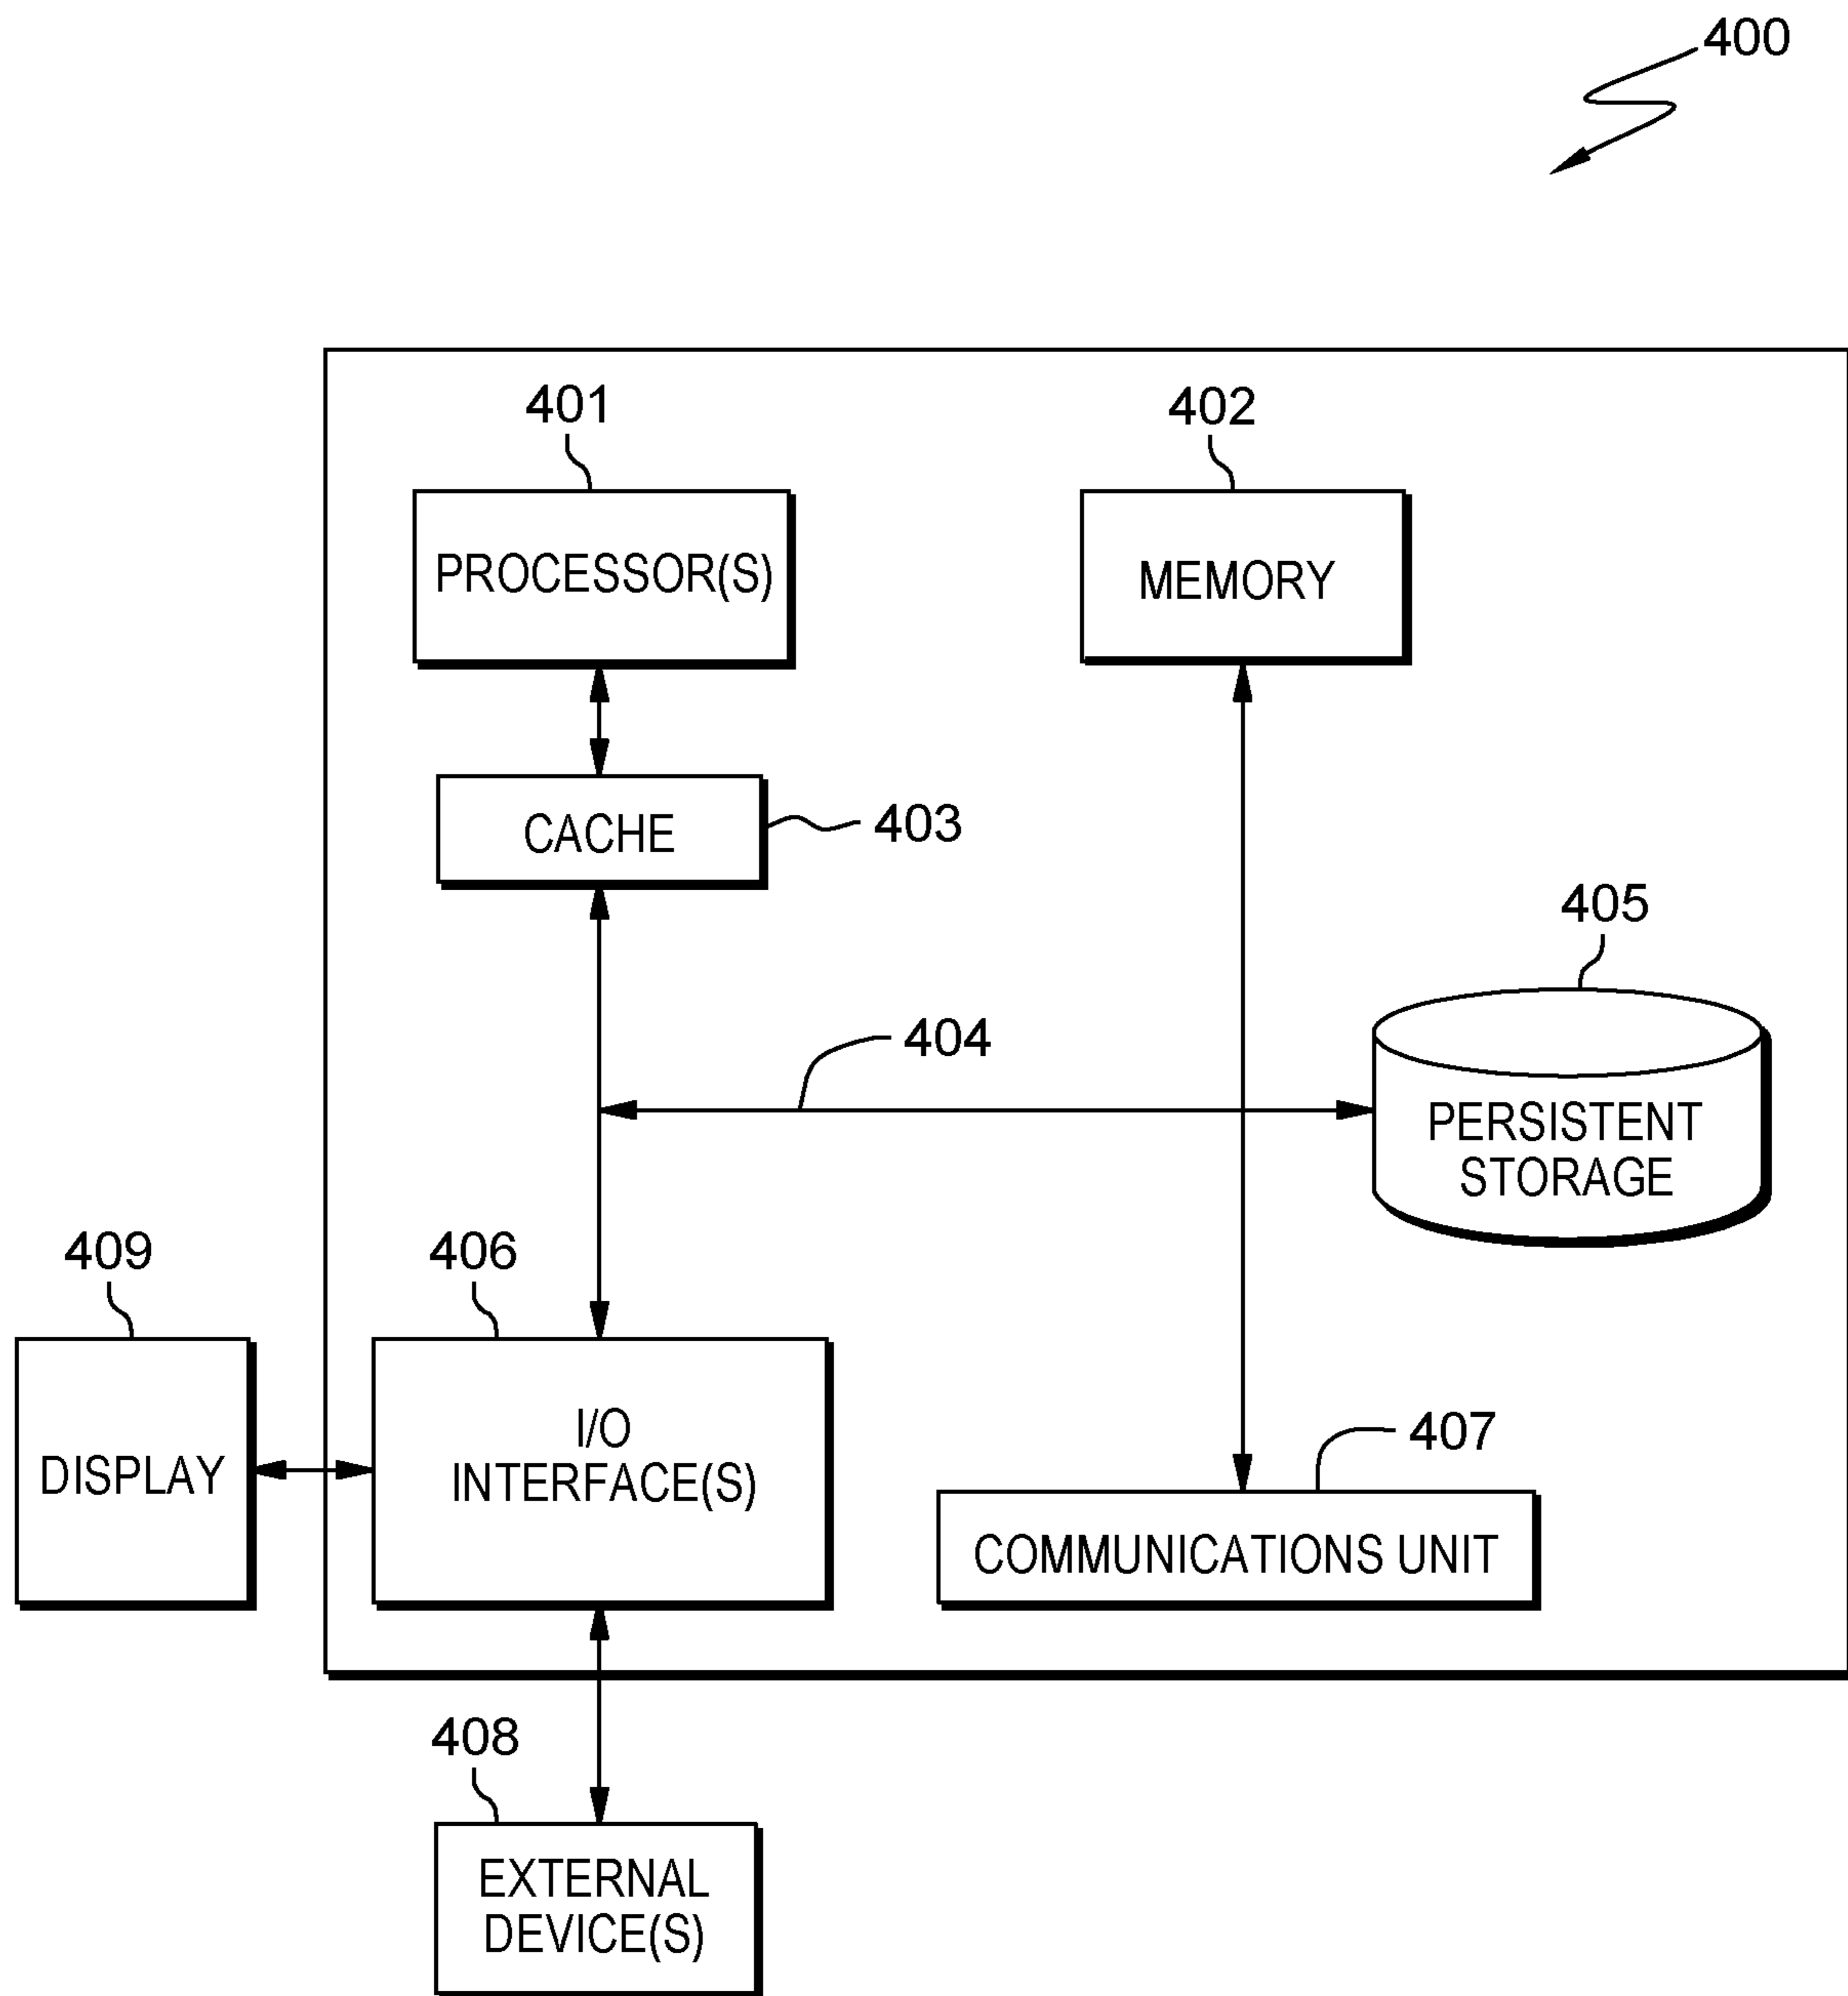 400
401
402
PROCESSOR(S)
MEMORY
CACHE
403
405
404
PERSISTENT
STORAGE
409
406
I/O
INTERFACE(S)
DISPLAY
407
COMMUNICATIONS UNIT
408
EXTERNAL
DEVICE(S)